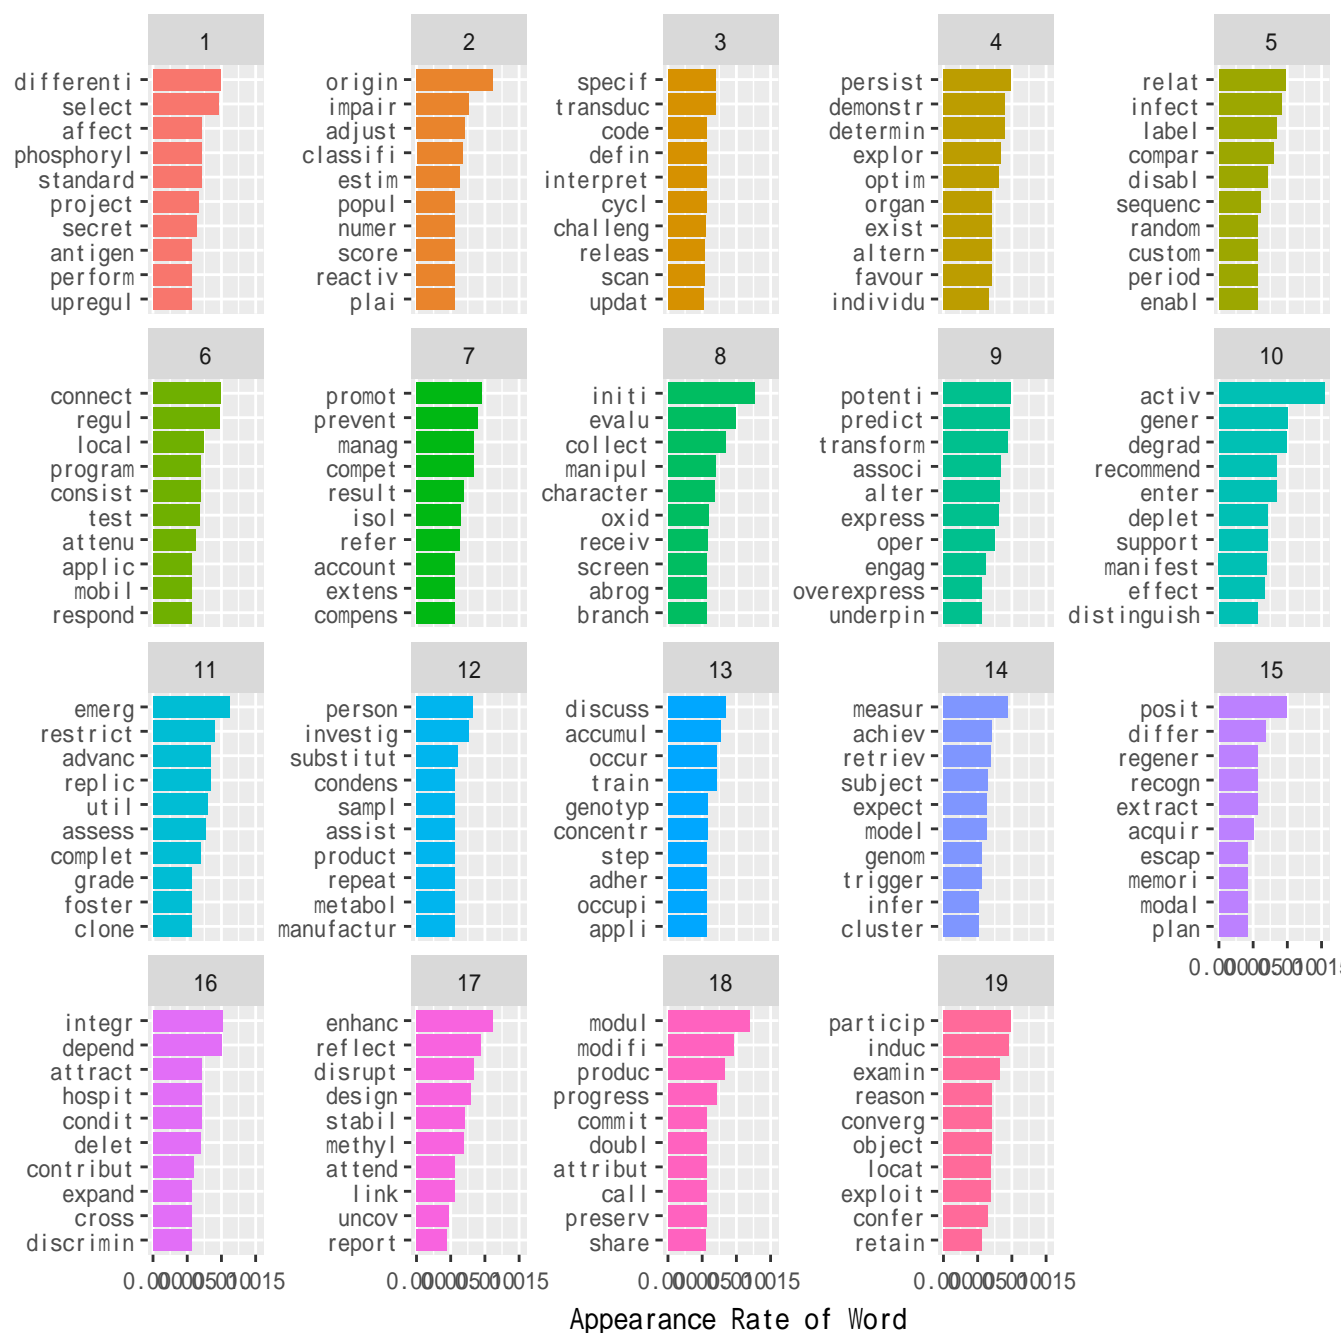 1 2 3 4 5
differenti origin specif persist relat
select impair transduc demonstr infect
affect adjust code determin label
phosphoryl classifi defin explor compar
standard estim interpret optim disabl
project popul cycl organ sequenc
secret numer challeng exist random
antigen score releas altern custom
perform reactiv scan favour period
upregul plai updat individu enabl
6 7 8 9 10
connect promot initi potenti activ
regul prevent evalu predict gener
local manag collect transform degrad
program compet manipul associ recommend
consist result character alter enter
test isol oxid express deplet
attenu refer receiv oper support
applic account screen engag manifest
mobil extens abrog overexpress effect
respond compens branch underpin distinguish
11 12 13 14 15
emerg person discuss measur posit
restrict investig accumul achiev differ
advanc substitut occur retriev regener
replic condens train subject recogn
util sampl genotyp expect extract
assess assist concentr model acquir
complet product step genom escap
grade repeat adher trigger memori
foster metabol occupi infer modal
clone manufactur appli cluster plan
16 17 18 19
integr enhanc modul particip
depend reflect modifi induc
attract disrupt produc examin
hospit design progress reason
condit stabil commit converg
delet methyl doubl object
contribut attend attribut locat
expand link call exploit
cross uncov preserv confer
discrimin report share retain
Appearance Rate of Word